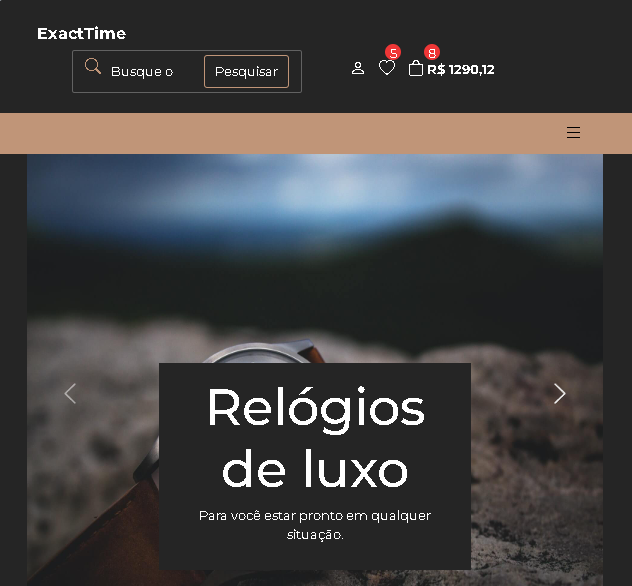 ExactTime
5 8
Busque o Pesquisar R$ 1290,12
Relógios
de luxo
Para você estar pronto em qualquer
situação.